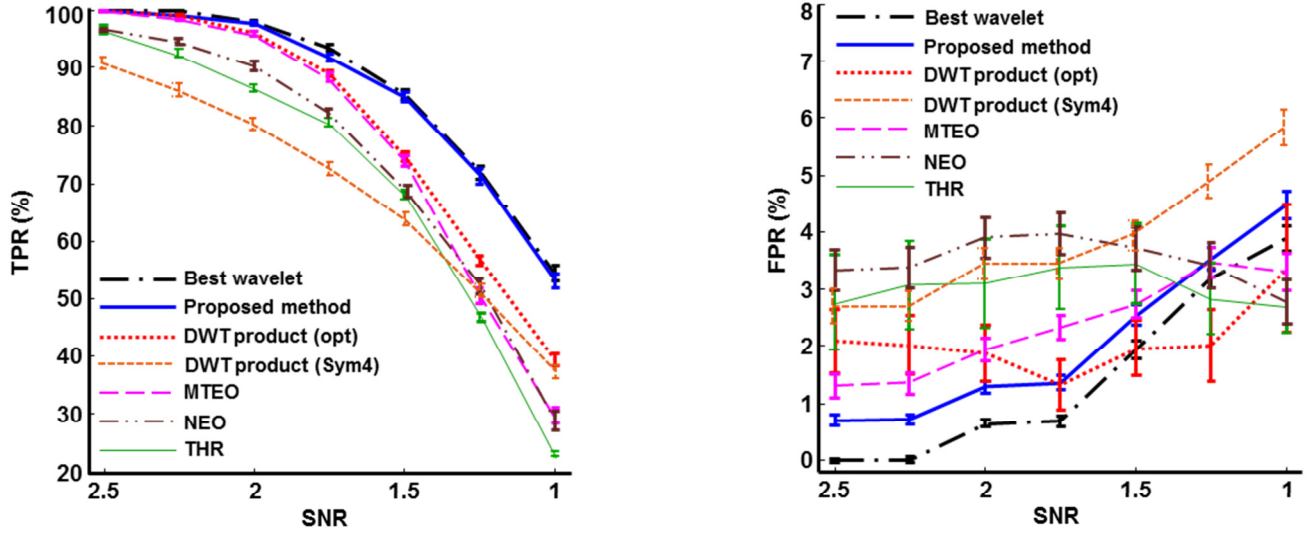 100
90
80
70
60
50
40
30
20
TPR (%)
Best wavelet
Proposed method
DWT product (opt)
DWT product (Sym4)
MTEO
NEO
THR
2.5
2
1.5
1
SNR
8
7
6
5
4
3
2
1
0
FPR (%)
Best wavelet
Proposed method
DWT product (opt)
DWT product (Sym4)
MTEO
NEO
THR
2.5
2
1.5
1
SNR